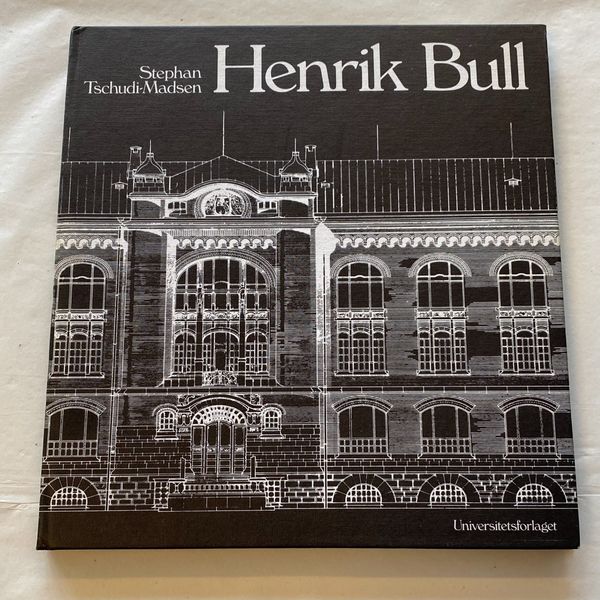 Stephan
Tschudi-Madsen
Henrik Bull
Universitetsforlaget